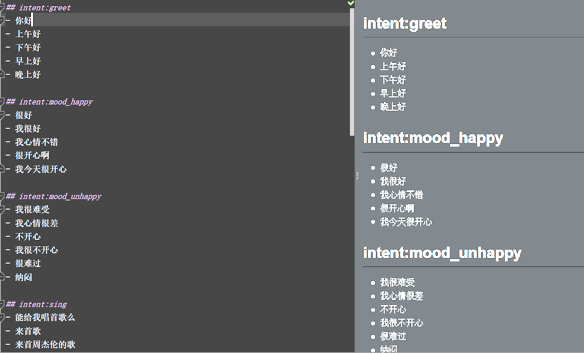 ## intent:greet
- 你好
- 上午好
- 下午好
- 早上好
- 晚上好
## intent:mood_happy
- 很好
- 我很好
- 我心情不错
- 很开心啊
- 我今天很开心
## intent:mood_unhappy
- 我很难受
- 我心情很差
- 不开心
- 我很不开心
- 很难过
- 纳闷
## intent:sing
- 能给我唱首歌么
- 来首歌
- 来首周杰伦的歌
intent:greet
• 你好
• 上午好
• 下午好
• 早上好
• 晚上好
intent:mood_happy
• 很好
• 我很好
• 我心情不错
• 很开心啊
• 我今天很开心
intent:mood_unhappy
• 我很难受
• 我心情很差
• 不开心
• 我很不开心
• 很难过
• 纳闷